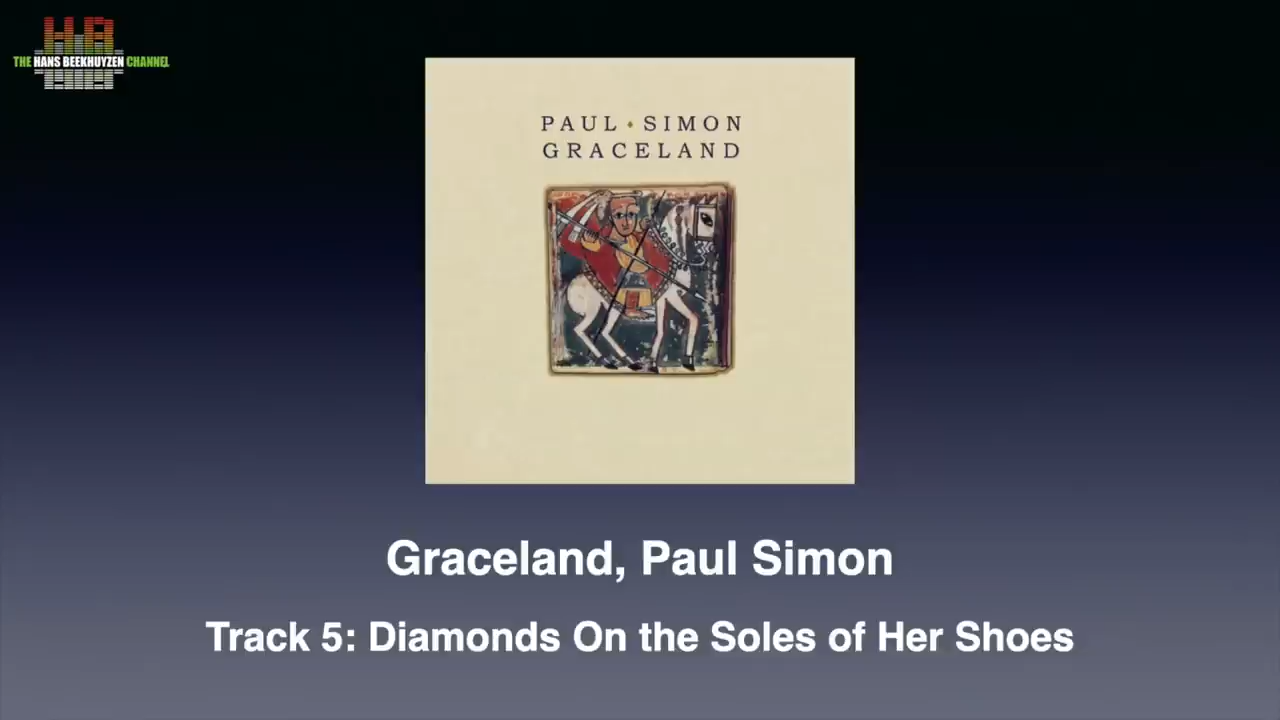 THE HANS BEEKHUYZEN CHANNEL
PAUL • SIMON
GRACELAND
Graceland, Paul Simon
Track 5: Diamonds On the Soles of Her Shoes